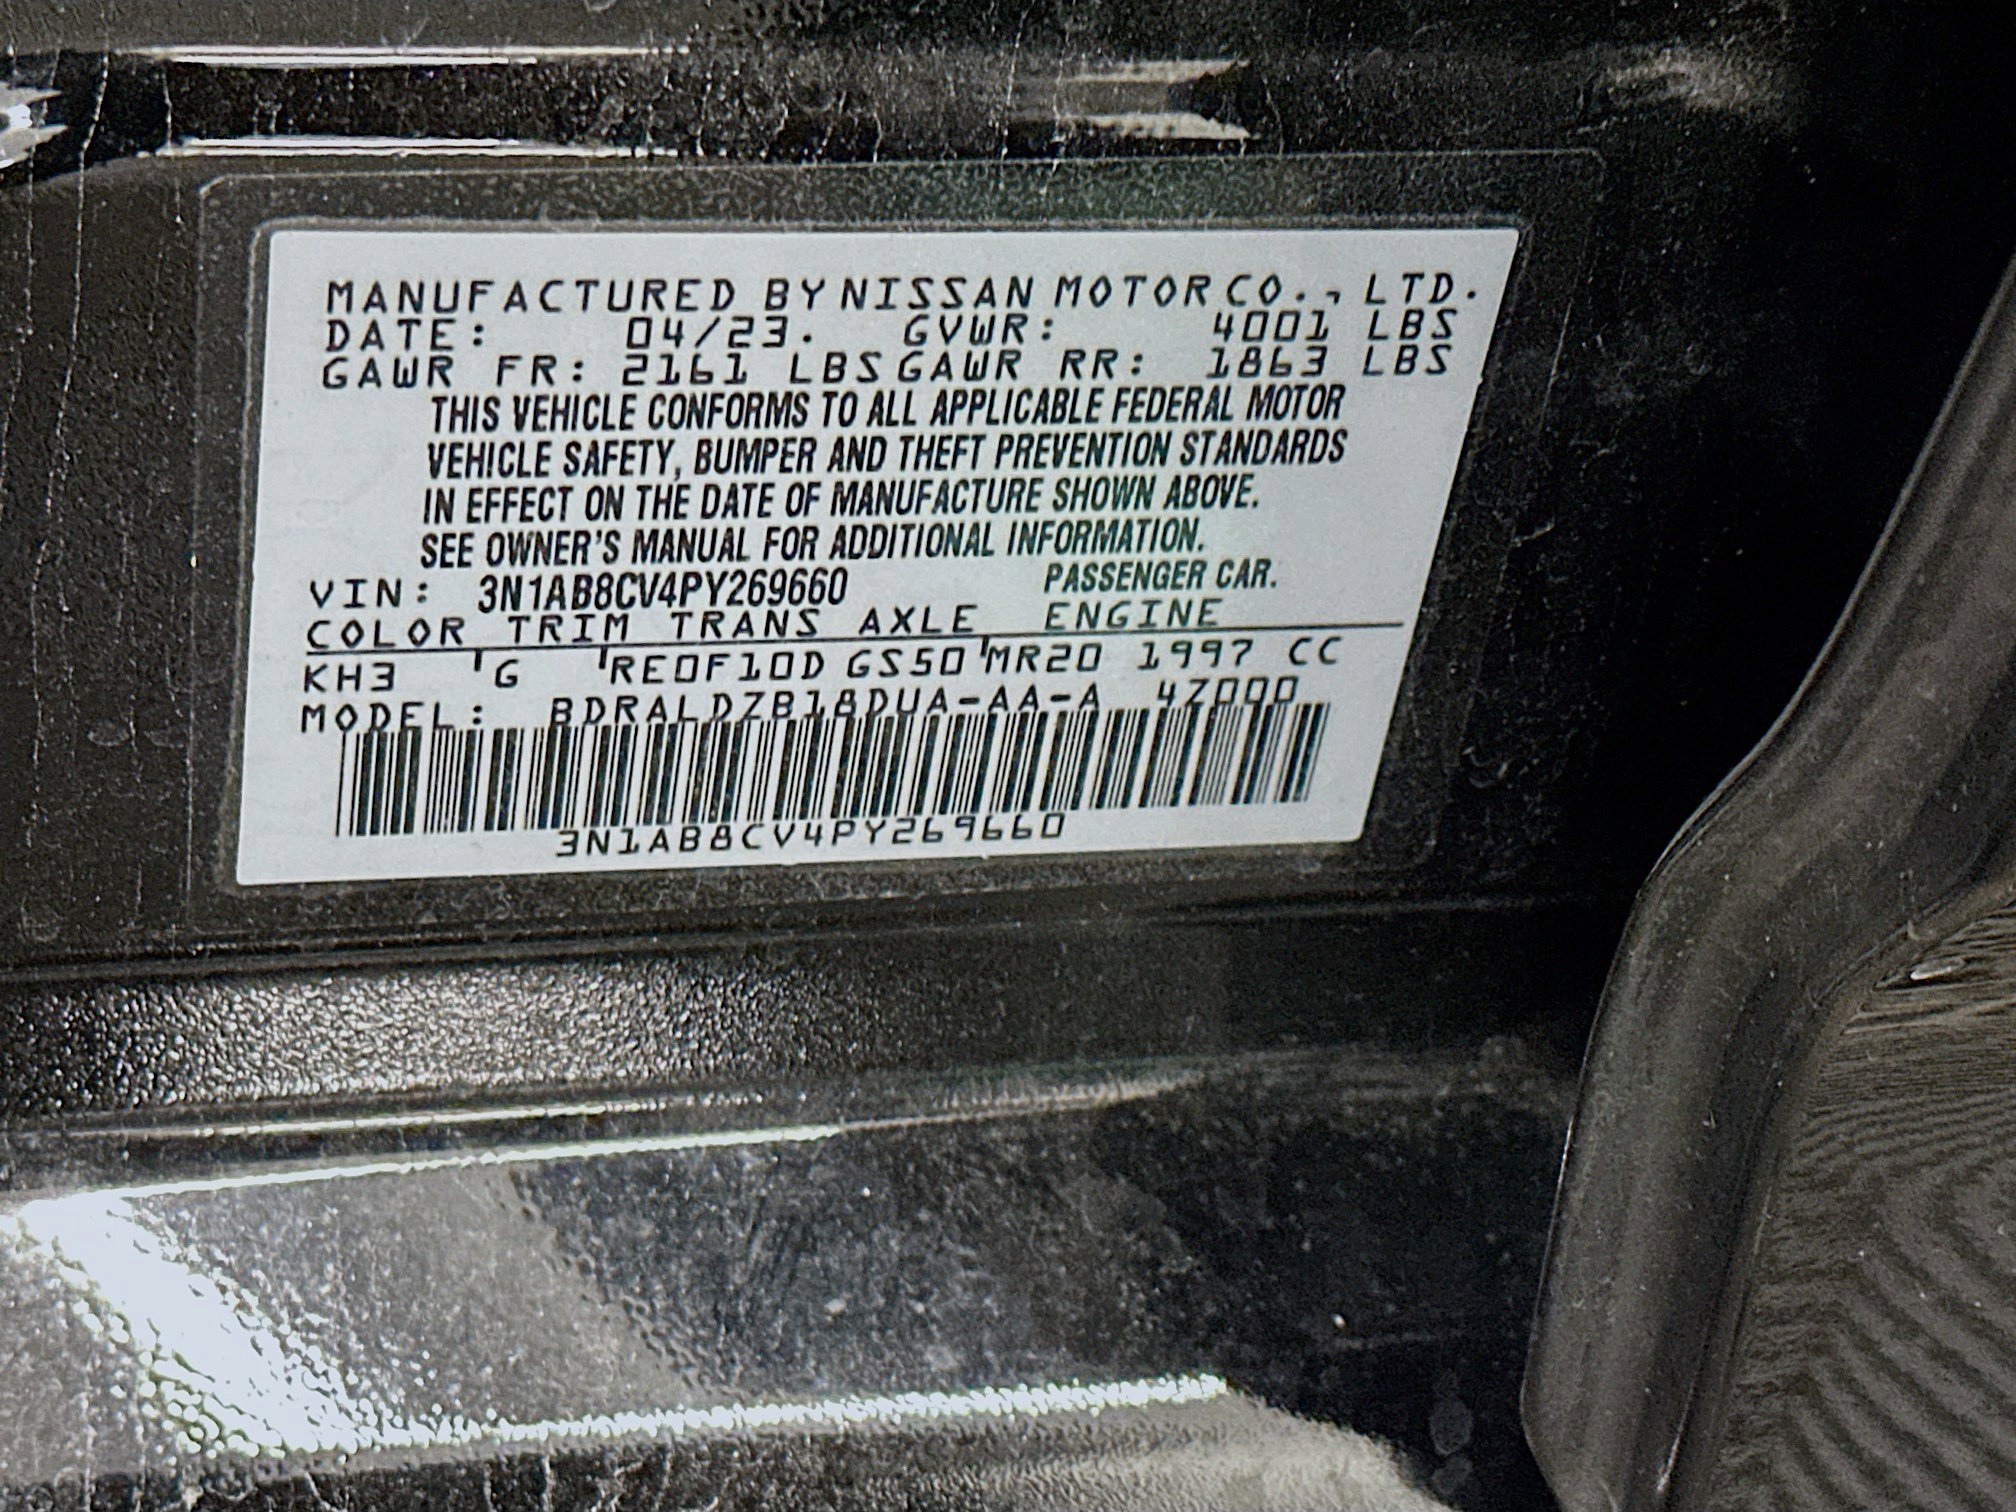 MANUFACTURED BY NISSAN MOTOR CO., LTD.
DATE: 04/23. GVWR: 4001 LBS
GAWR FR: 2161 LBS GAWR RR: 1863 LBS
THIS VEHICLE CONFORMS TO ALL APPLICABLE FEDERAL MOTOR
VEHICLE SAFETY, BUMPER AND THEFT PREVENTION STANDARDS
IN EFFECT ON THE DATE OF MANUFACTURE SHOWN ABOVE.
SEE OWNER'S MANUAL FOR ADDITIONAL INFORMATION.
VIN: 3N1AB8CV4PY269660 PASSENGER CAR.
COLOR TRIM TRANS AXLE ENGINE
KH3 G RE0F10D GS50 MR20 1997 CC
MODEL: BDRALDZB18DUA-AA-A 4Z000
3N1AB8CV4PY269660